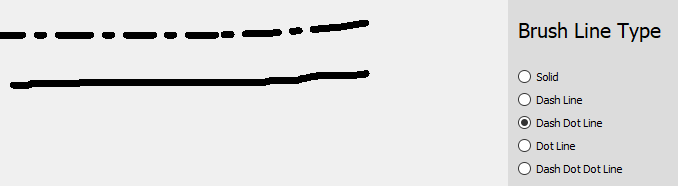 Brush Line Type
Solid
Dash Line
Dash Dot Line
Dot Line
Dash Dot Dot Line